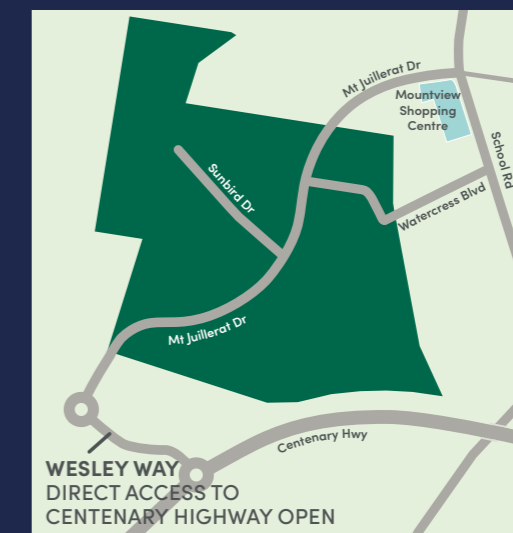 Mt Juillerat Dr
Mountview
Shopping
Centre
School Rd
Sunbird Dr
Watercress Blvd
Mt Juillerat Dr
Centenary Hwy
WESLEY WAY
DIRECT ACCESS TO
CENTENARY HIGHWAY OPEN